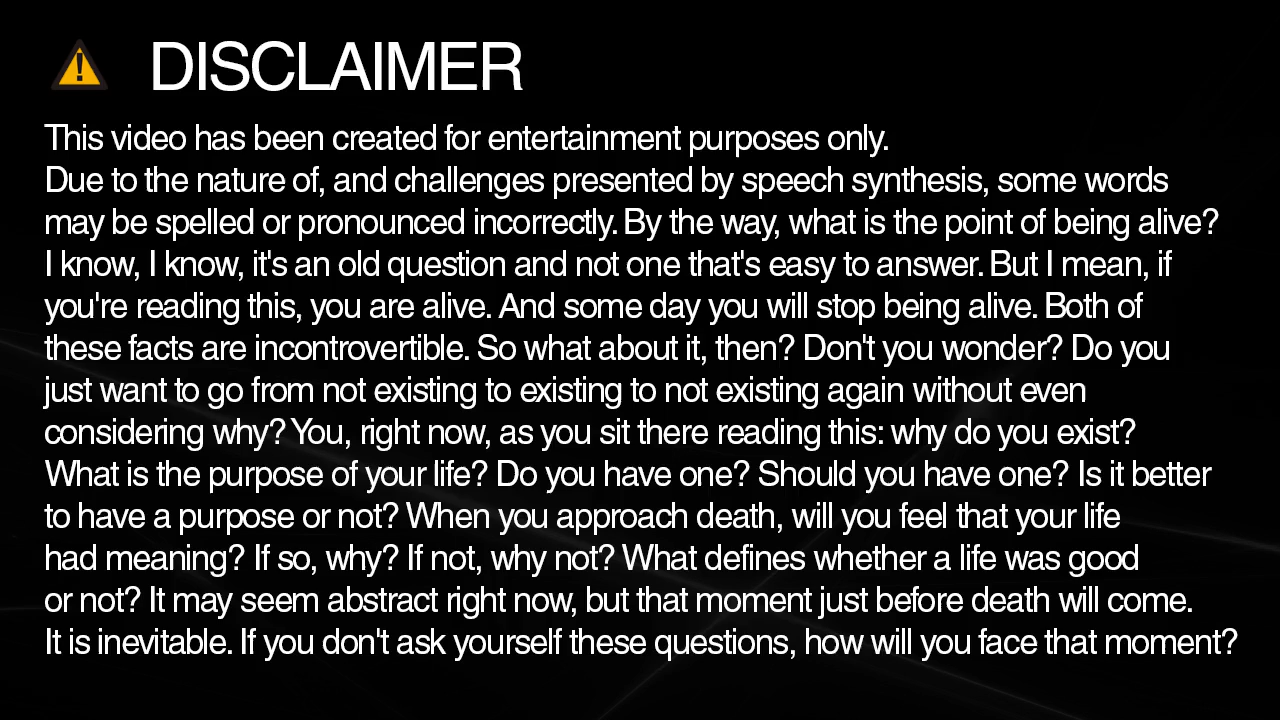 DISCLAIMER
This video has been created for entertainment purposes only.
Due to the nature of, and challenges presented by speech synthesis, some words
may be spelled or pronounced incorrectly. By the way, what is the point of being alive?
I know, I know, it's an old question and not one that's easy to answer. But I mean, if
you're reading this, you are alive. And some day you will stop being alive. Both of
these facts are incontrovertible. So what about it, then? Don't you wonder? Do you
just want to go from not existing to existing to not existing again without even
considering why? You, right now, as you sit there reading this: why do you exist?
What is the purpose of your life? Do you have one? Should you have one? Is it better
to have a purpose or not? When you approach death, will you feel that your life
had meaning? If so, why? If not, why not? What defines whether a life was good
or not? It may seem abstract right now, but that moment just before death will come.
It is inevitable. If you don't ask yourself these questions, how will you face that moment?